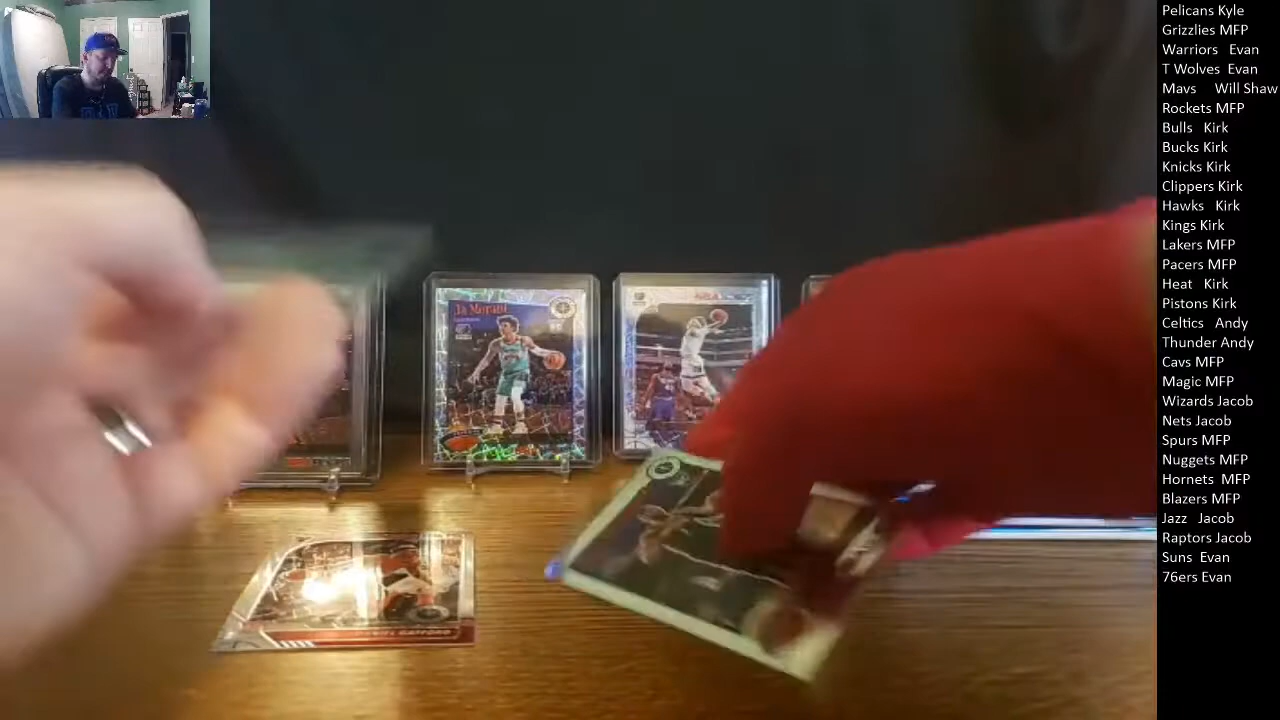 Pelicans Kyle
Grizzlies MFP
Warriors Evan
T Wolves Evan
Mavs Will Shaw
Rockets MFP
Bulls Kirk
Bucks Kirk
Knicks Kirk
Clippers Kirk
Hawks Kirk
Kings Kirk
Lakers MFP
Pacers MFP
Heat Kirk
Pistons Kirk
Celtics Andy
Thunder Andy
Cavs MFP
Magic MFP
Wizards Jacob
Nets Jacob
Spurs MFP
Nuggets MFP
Hornets MFP
Blazers MFP
Jazz Jacob
Raptors Jacob
Suns Evan
76ers Evan
Ja Morant
GAFFORD